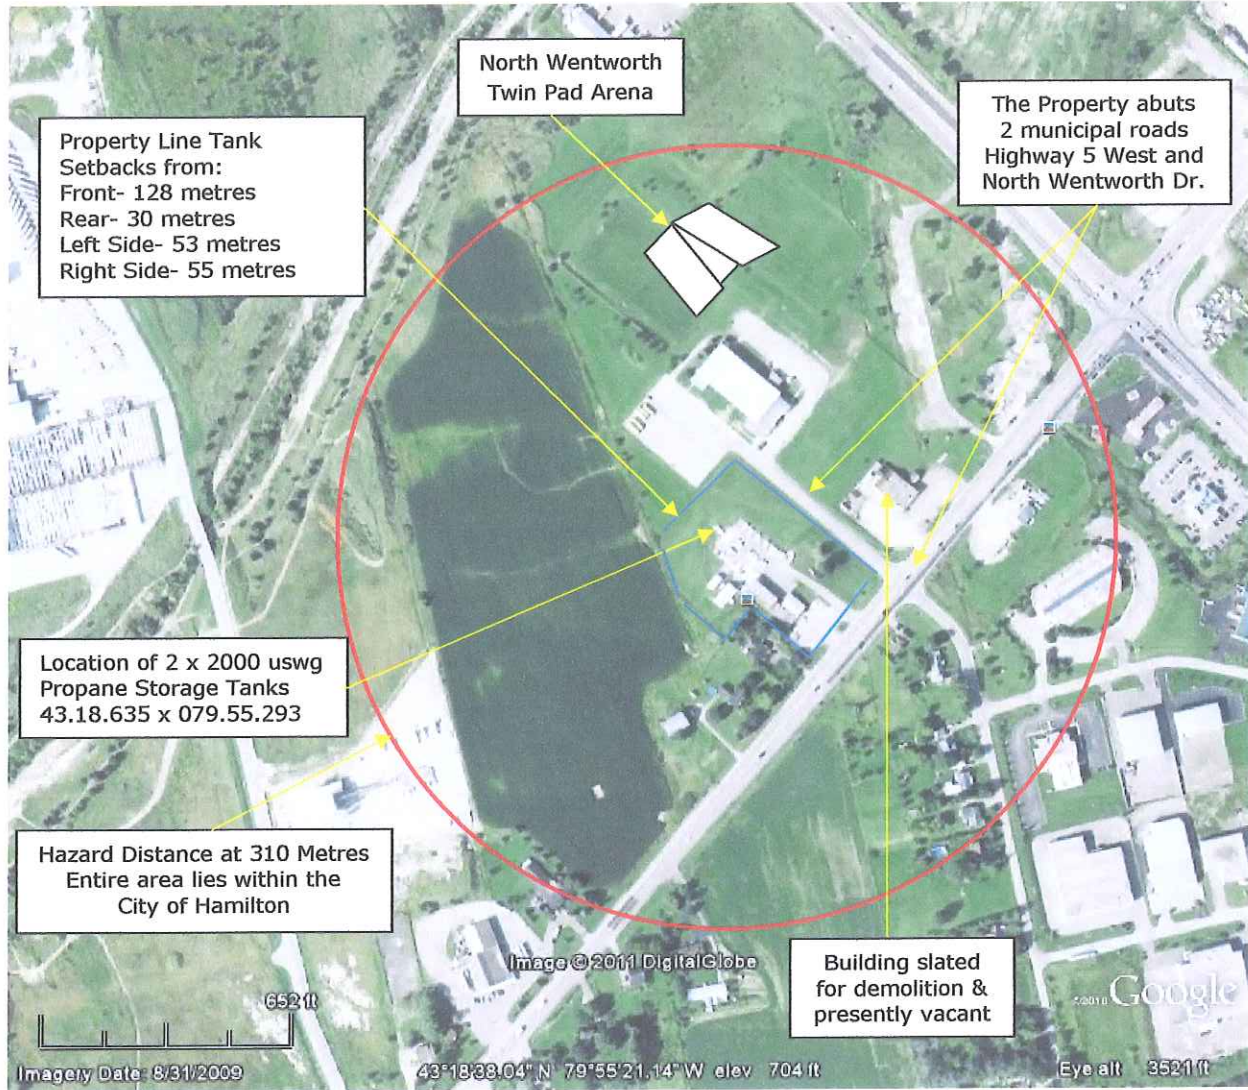 North Wentworth
Twin Pad Arena
The Property abuts
2 municipal roads
Highway 5 West and
North Wentworth Dr.
Property Line Tank
Setbacks from:
Front- 128 metres
Rear- 30 metres
Left Side- 53 metres
Right Side- 55 metres
Location of 2 x 2000 uswg
Propane Storage Tanks
43.18.635 x 079.55.293
Hazard Distance at 310 Metres
Entire area lies within the
City of Hamilton
Building slated
for demolition &
presently vacant
Image © 2011 DigitalGlobe
©2010 Google
652 ft
Imagery Date: 8/31/2009
43°18'38.04" N 79°55'21.14" W elev 704 ft
Eye alt 3521 ft